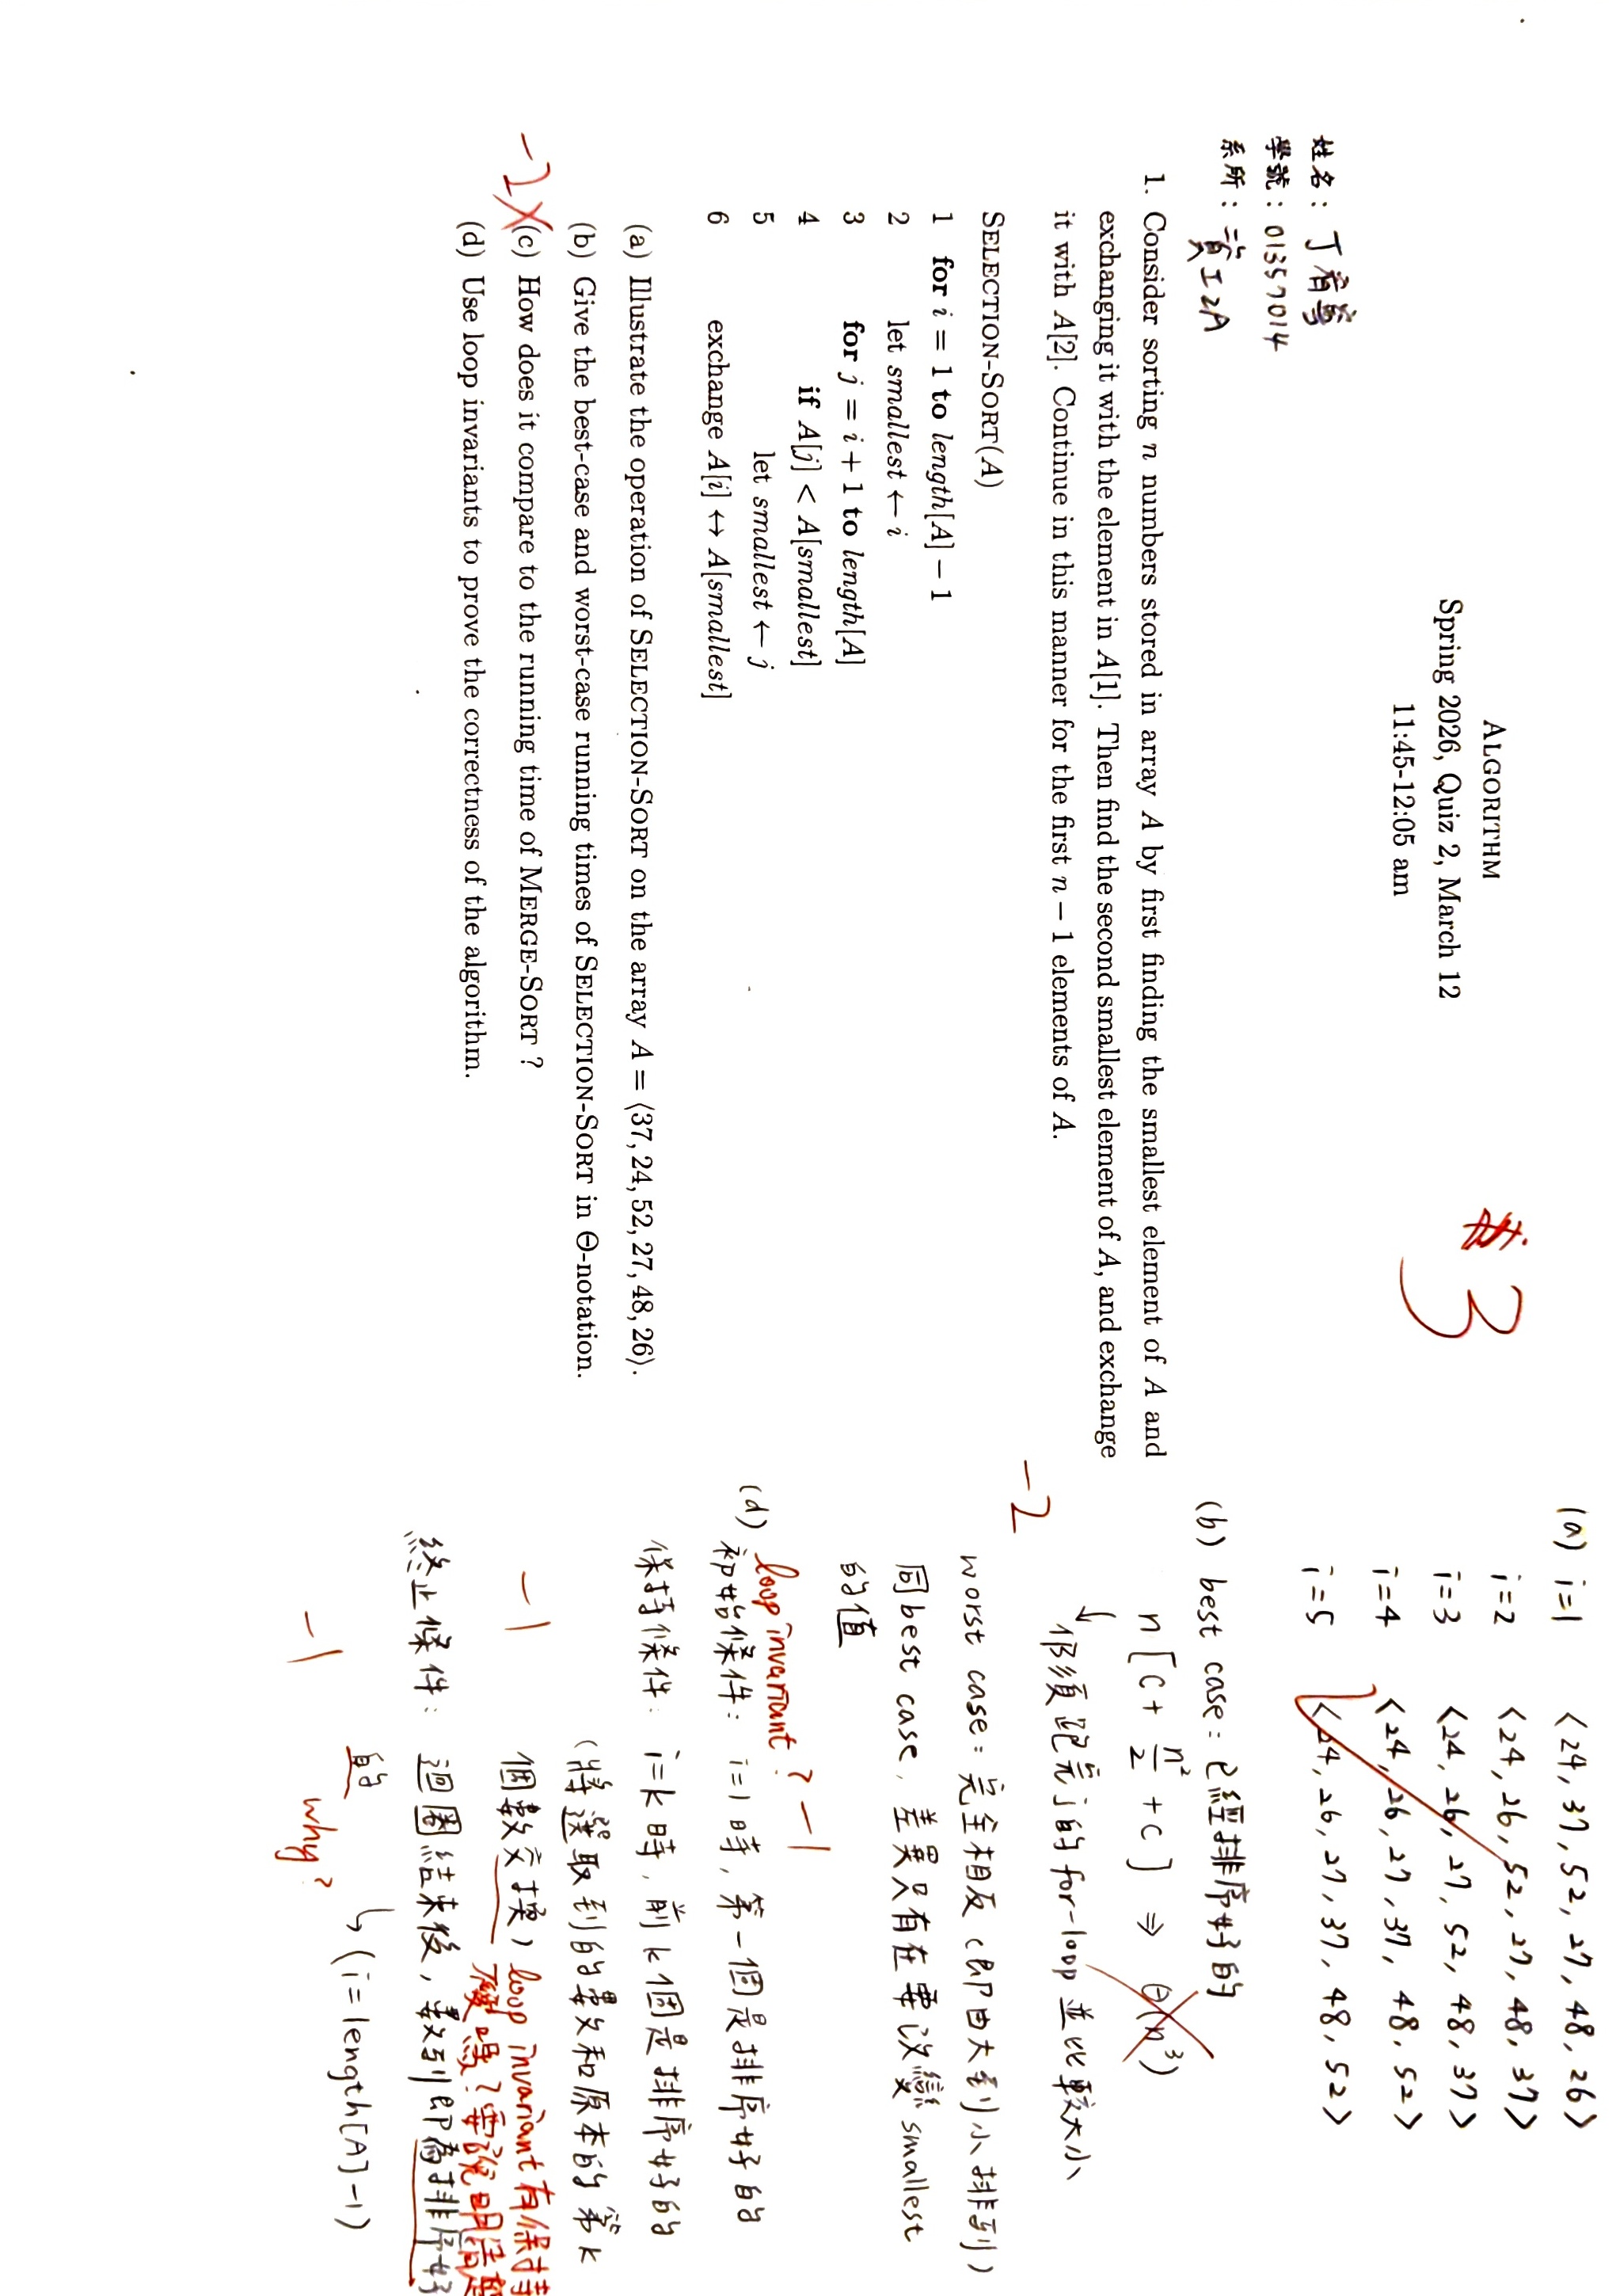 ALGORITHM
Spring 2026, Quiz 2, March 12
11:45-12:05 am
#3
姓名：丁
學號：01357014
系所：資工2A
1. Consider sorting n numbers stored in array A by first finding the smallest element of A and
exchanging it with the element in A[1]. Then find the second smallest element of A, and exchange
it with A[2]. Continue in this manner for the first n − 1 elements of A.
SELECTION-SORT(A)
1 for i = 1 to length[A] − 1
2 let smallest ← i
3 for j = i + 1 to length[A]
4 if A[j] < A[smallest]
5 let smallest ← j
6 exchange A[i] ↔ A[smallest]
(a) Illustrate the operation of SELECTION-SORT on the array A = ⟨37, 24, 52, 27, 48, 26⟩.
(b) Give the best-case and worst-case running times of SELECTION-SORT in Θ-notation.
-2 X (c) How does it compare to the running time of MERGE-SORT ?
(d) Use loop invariants to prove the correctness of the algorithm.
(a) i=1 <24, 37, 52, 27, 48, 26>
i=2 <24, 26, 52, 27, 48, 37>
i=3 <24, 26, 27, 52, 48, 37>
i=4 <24, 26, 27, 37, 48, 52>
i=5 <24, 26, 27, 37, 48, 52>
(b) best case: 已經排序好的
n [C + n²/2 + C] ⇒ θ(n³)
↓ 仍須跑完j的for-loop並比較大小
-2
worst case: 完全相反（即由大到小排列）
同best case，差異只有在要改變smallest
的值
loop invariant? -1
(d) 初始條件: i=1時，第一個是排序好的
保持條件: i=k時，前k個是排序好的
(將選取到的數和原本的第k
個數交換) loop invariant 有保持
-1 嗎？要說明
終止條件: 迴圈結束後，數列即為排序好
的 ↳ (i=length[A]-1)
-1 why?